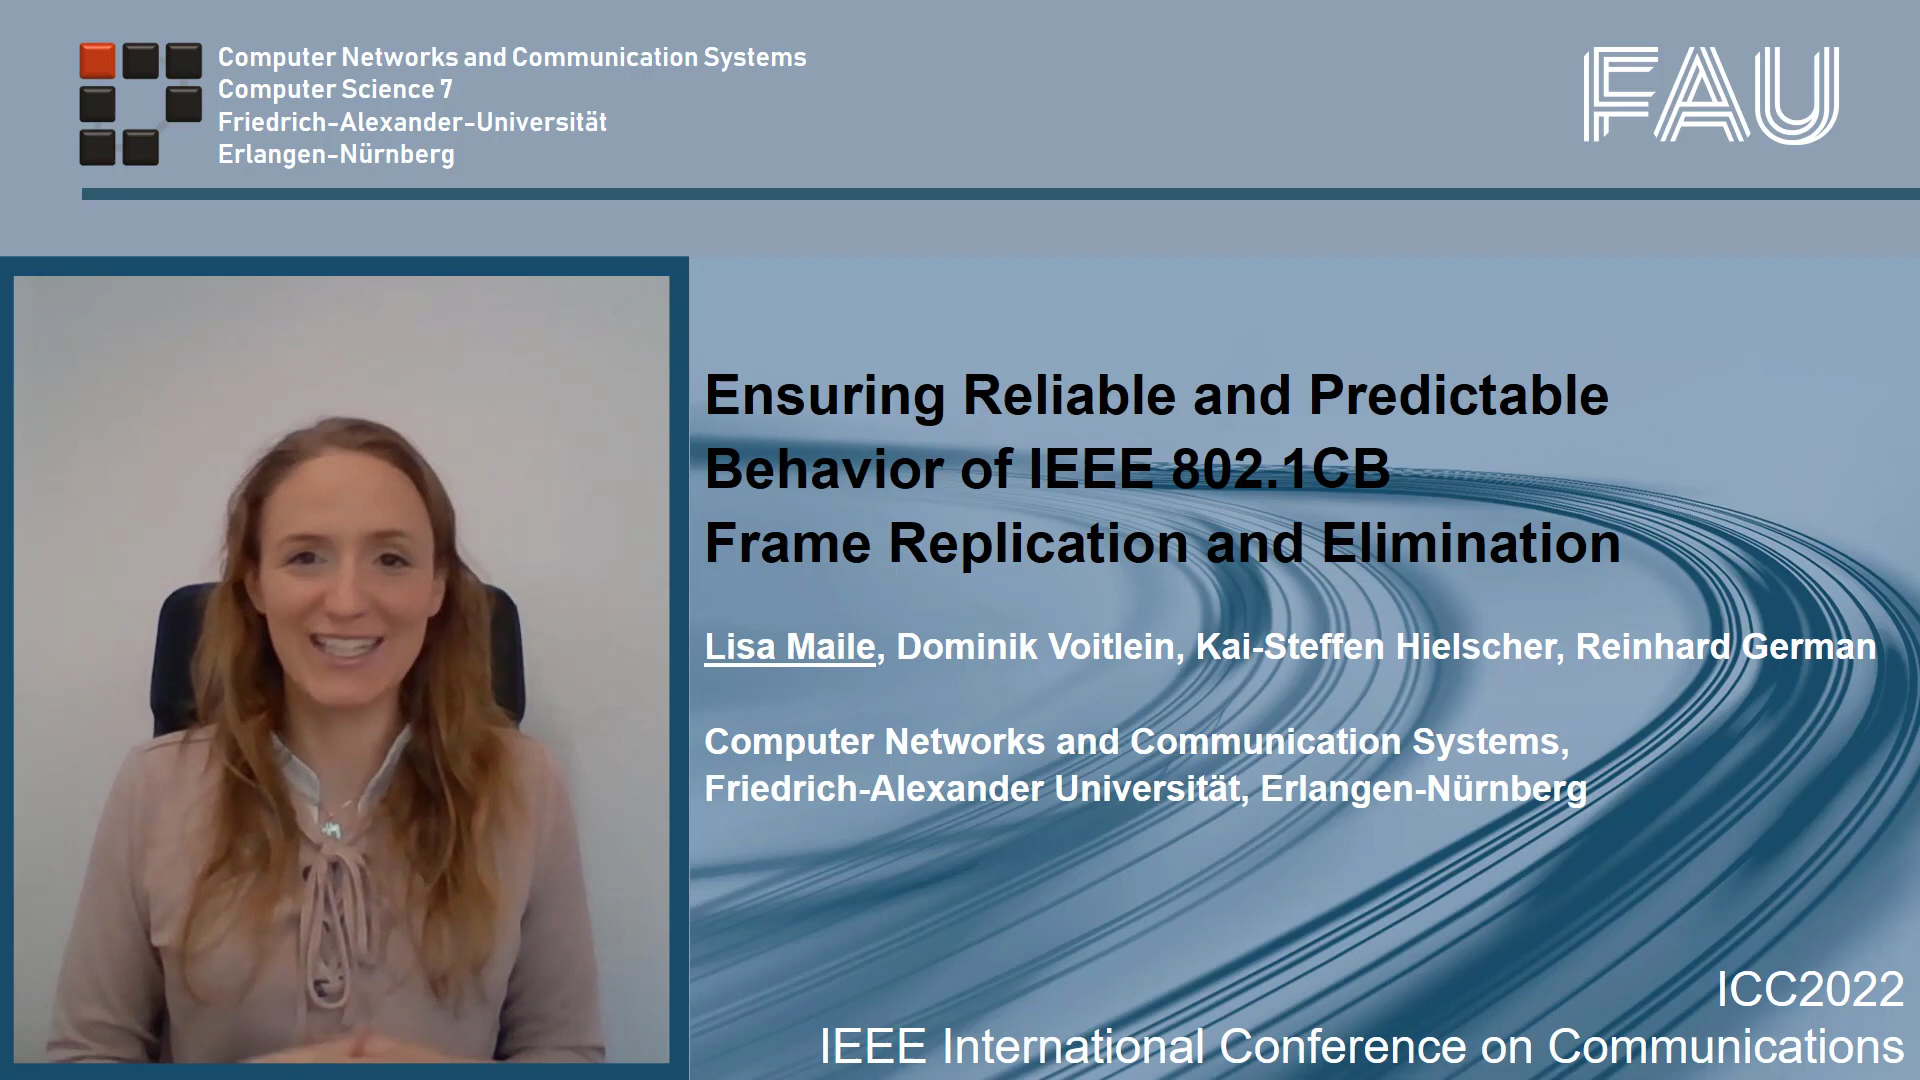 Computer Networks and Communication Systems
Computer Science 7
Friedrich-Alexander-Universität
Erlangen-Nürnberg
FAU
Ensuring Reliable and Predictable
Behavior of IEEE 802.1CB
Frame Replication and Elimination
Lisa Maile, Dominik Voitlein, Kai-Steffen Hielscher, Reinhard German
Computer Networks and Communication Systems,
Friedrich-Alexander Universität, Erlangen-Nürnberg
ICC2022
IEEE International Conference on Communications